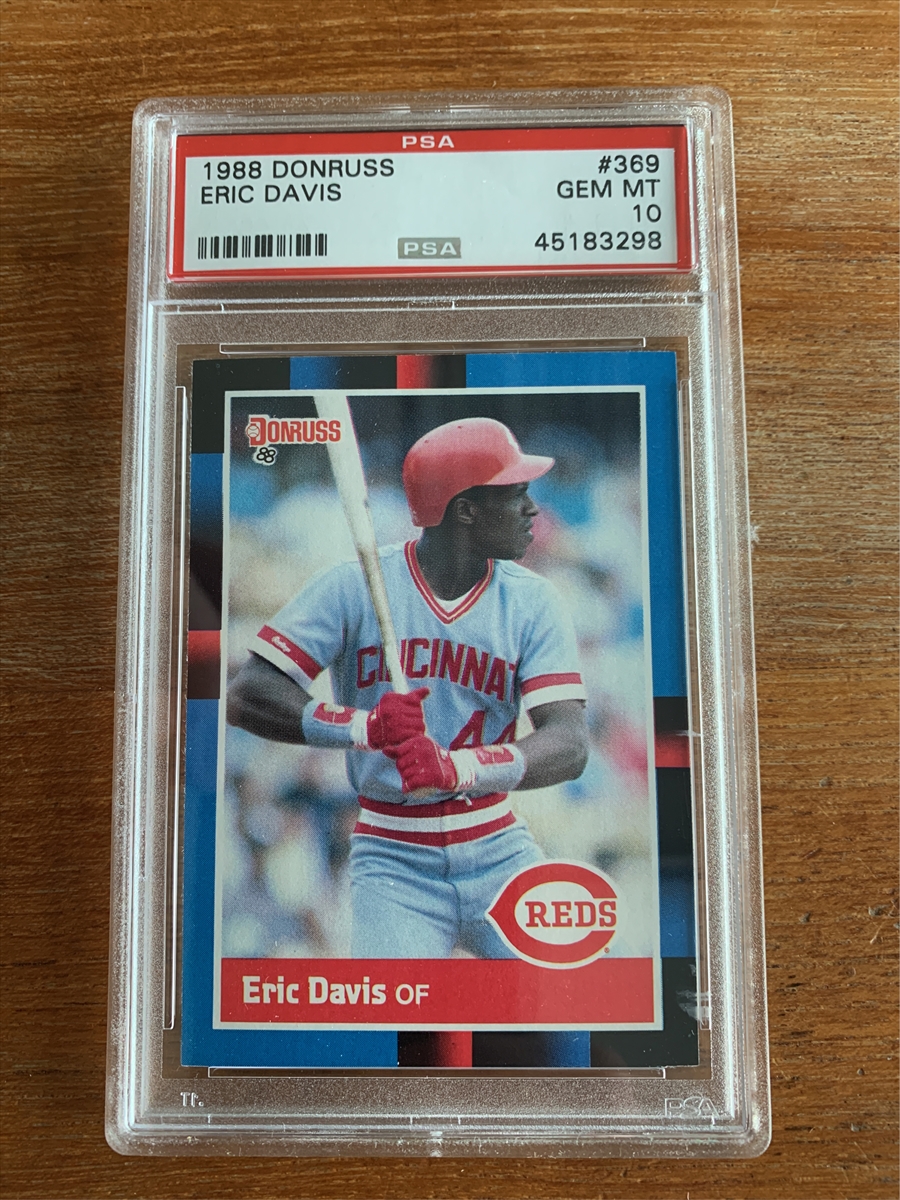 PSA
1988 DONRUSS #369
ERIC DAVIS GEM MT
10
PSA 45183298
DONRUSS
88
CINCINNAT
44
REDS
Eric Davis OF
PSA